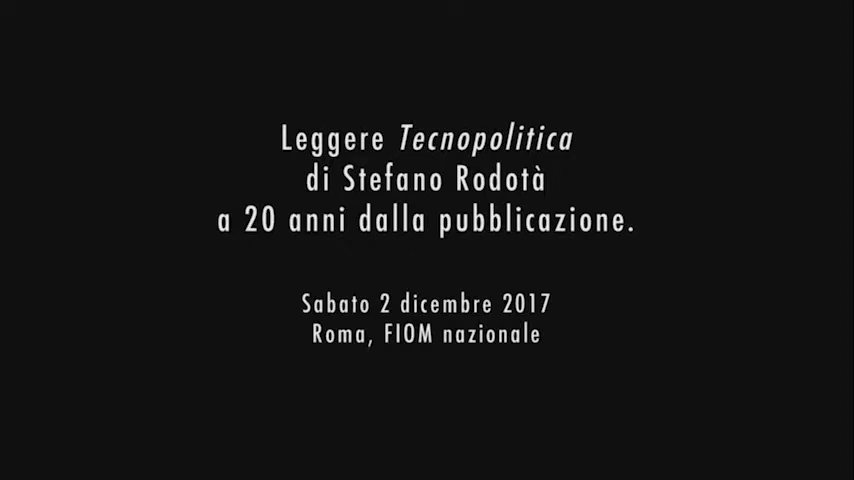 Leggere Tecnopolitica
di Stefano Rodotà
a 20 anni dalla pubblicazione.
Sabato 2 dicembre 2017
Roma, FIOM nazionale